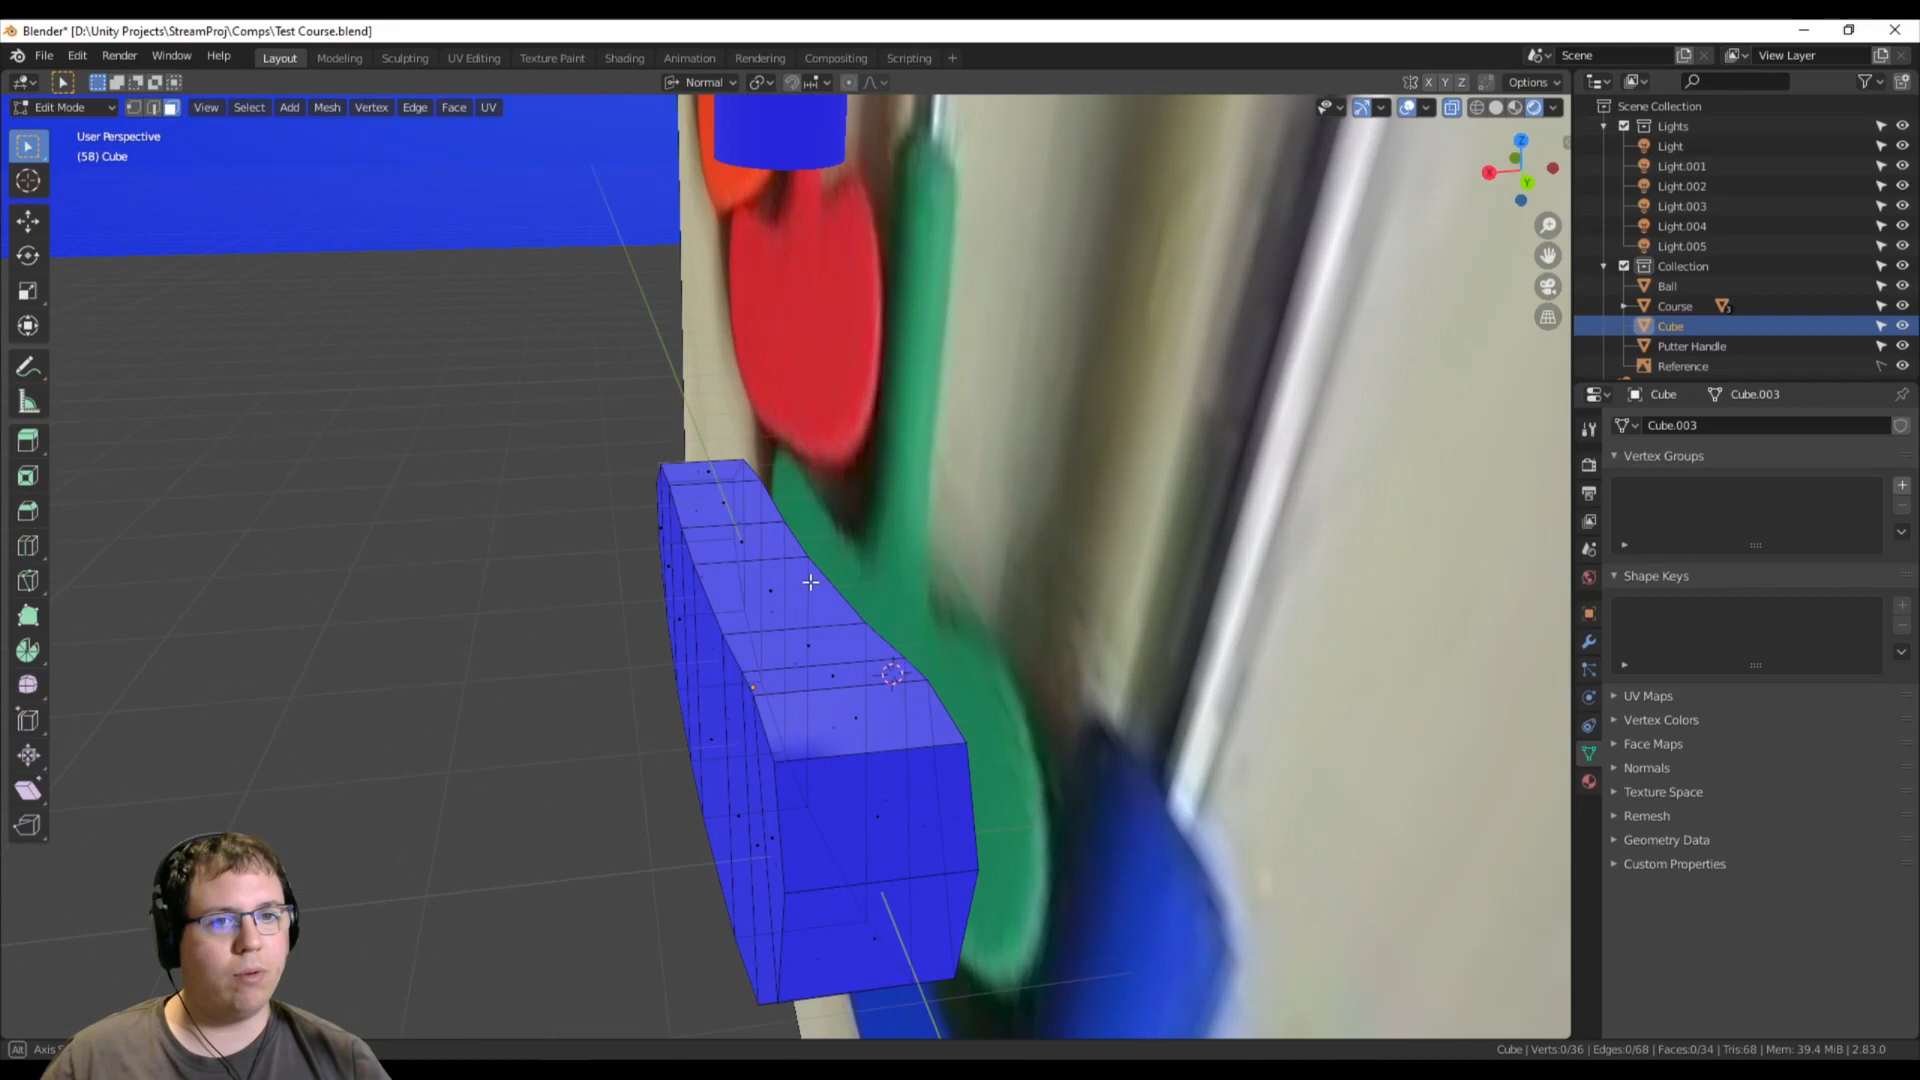 Blender* [D:\Unity Projects\StreamProj\Comps\Test Course.blend]
File Edit Render Window Help Layout Modeling Sculpting UV Editing Texture Paint Shading Animation Rendering Compositing Scripting + Scene View Layer
Normal X Y Z Options
Edit Mode View Select Add Mesh Vertex Edge Face UV
User Perspective
(58) Cube
Z
X
Y
Scene Collection
Lights
Light
Light.001
Light.002
Light.003
Light.004
Light.005
Collection
Ball
Course 3
Cube
Putter Handle
Reference
Cube Cube.003
Cube.003
Vertex Groups
Shape Keys
UV Maps
Vertex Colors
Face Maps
Normals
Texture Space
Remesh
Geometry Data
Custom Properties
Alt Axis
Cube | Verts:0/36 | Edges:0/68 | Faces:0/34 | Tris:68 | Mem: 39.4 MiB | 2.83.0